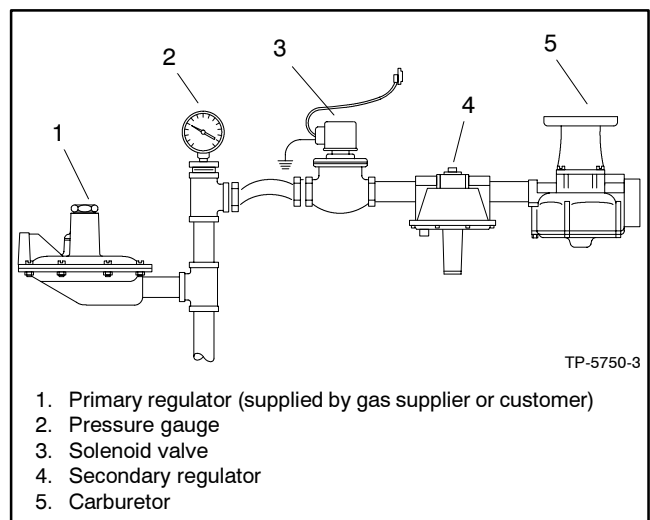 1
2
3
4
5
TP-5750-3
1. Primary regulator (supplied by gas supplier or customer)
2. Pressure gauge
3. Solenoid valve
4. Secondary regulator
5. Carburetor